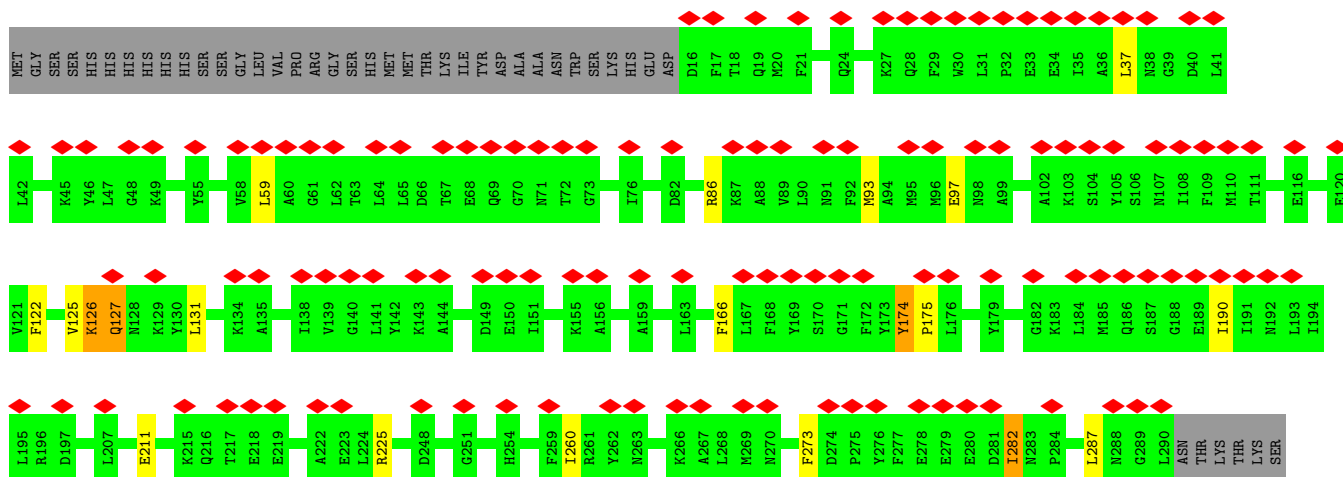 MET GLY SER SER HIS HIS HIS HIS HIS HIS SER SER GLY LEU VAL PRO ARG GLY SER HIS MET MET THR LYS ILE TYR ASP ALA ALA ASN TRP SER LYS HIS GLU ASP D16 F17 T18 Q19 M20 F21 Q24 K27 Q28 F29 W30 L31 P32 E33 E34 I35 A36 L37 N38 G39 D40 L41
L42 K45 Y46 L47 G48 K49 Y55 V58 L59 A60 G61 L62 T63 L64 L65 D66 T67 E68 Q69 G70 N71 T72 G73 I76 D82 R86 K87 A88 V89 L90 N91 F92 M93 A94 M95 M96 E97 N98 A99 A102 K103 S104 Y105 S106 N107 I108 F109 M110 T111 E116 E120
V121 F122 V125 K126 Q127 N128 K129 Y130 L131 K134 A135 I138 Y139 G140 L141 Y142 K143 A144 D149 E150 I151 K155 A156 A159 L163 F166 L167 F168 Y169 S170 G171 F172 Y173 Y174 P175 L176 Y179 G182 K183 L184 M185 Q186 S187 G188 E189 I190 I191 N192 L193 I194
L195 R196 D197 L207 E211 K215 Q216 T217 E218 E219 A222 E223 L224 R225 D248 G251 H254 F259 I260 R261 Y262 N263 K266 A267 L268 M269 N270 F273 D274 P275 Y276 F277 E278 E279 E280 D281 I282 N283 P284 L287 N288 G289 L290 ASN THR LYS THR LYS SER